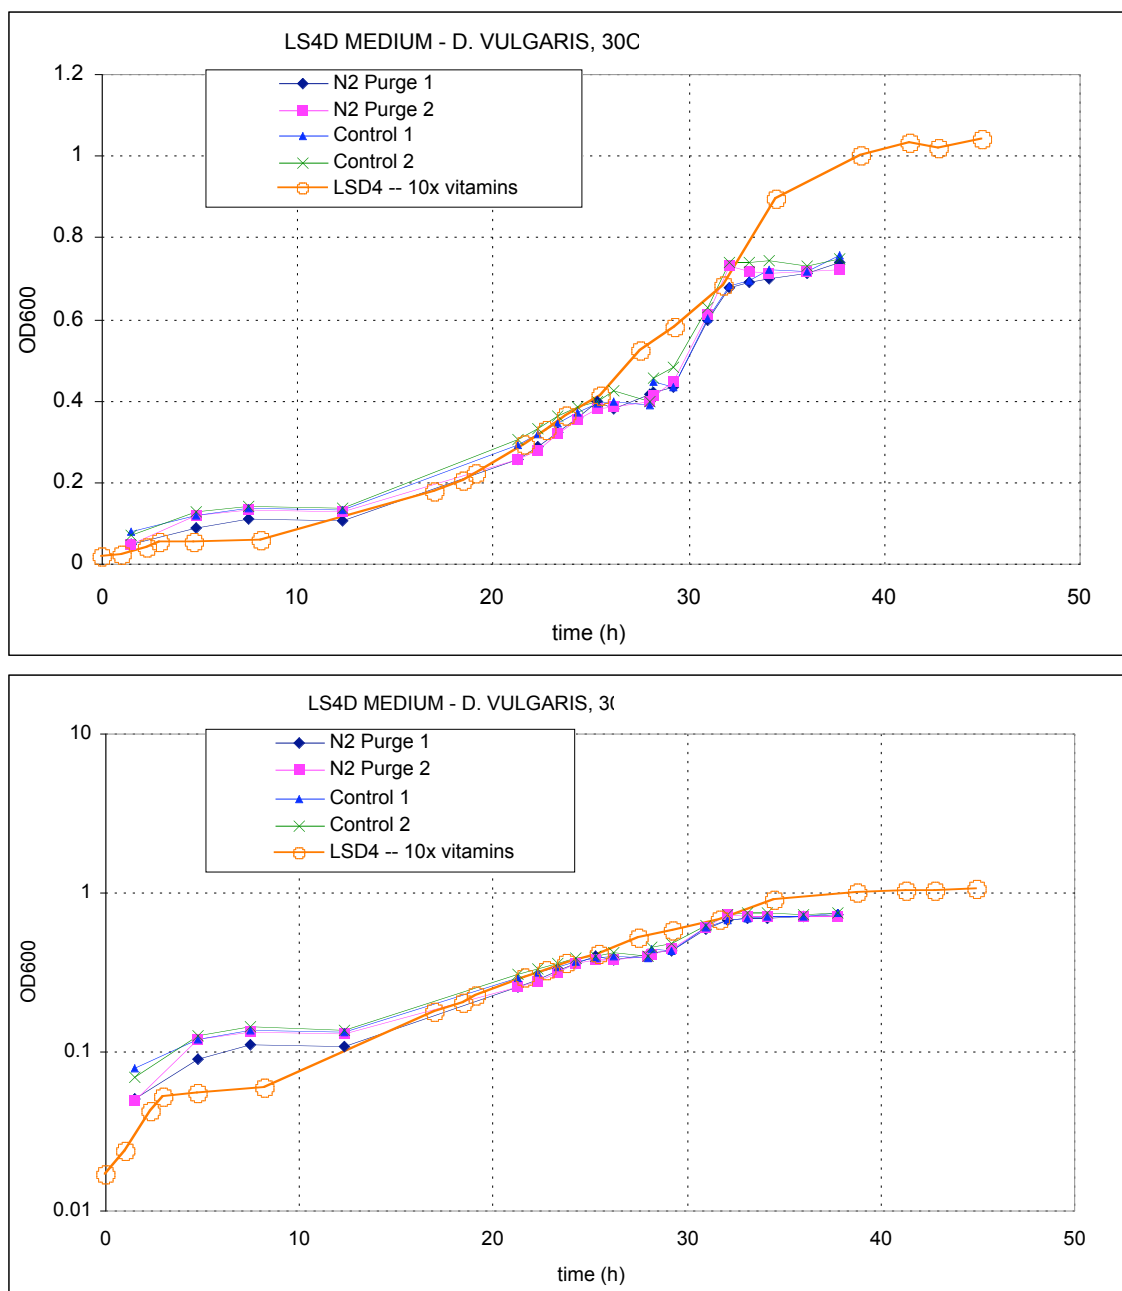 LS4D MEDIUM - D. VULGARIS, 30C
N2 Purge 1
N2 Purge 2
Control 1
Control 2
LSD4 -- 10x vitamins
1.2
1
0.8
0.6
0.4
0.2
0
OD600
0 10 20 30 40 50
time (h)
LS4D MEDIUM - D. VULGARIS, 30
N2 Purge 1
N2 Purge 2
Control 1
Control 2
LSD4 -- 10x vitamins
10
1
0.1
0.01
OD600
0 10 20 30 40 50
time (h)